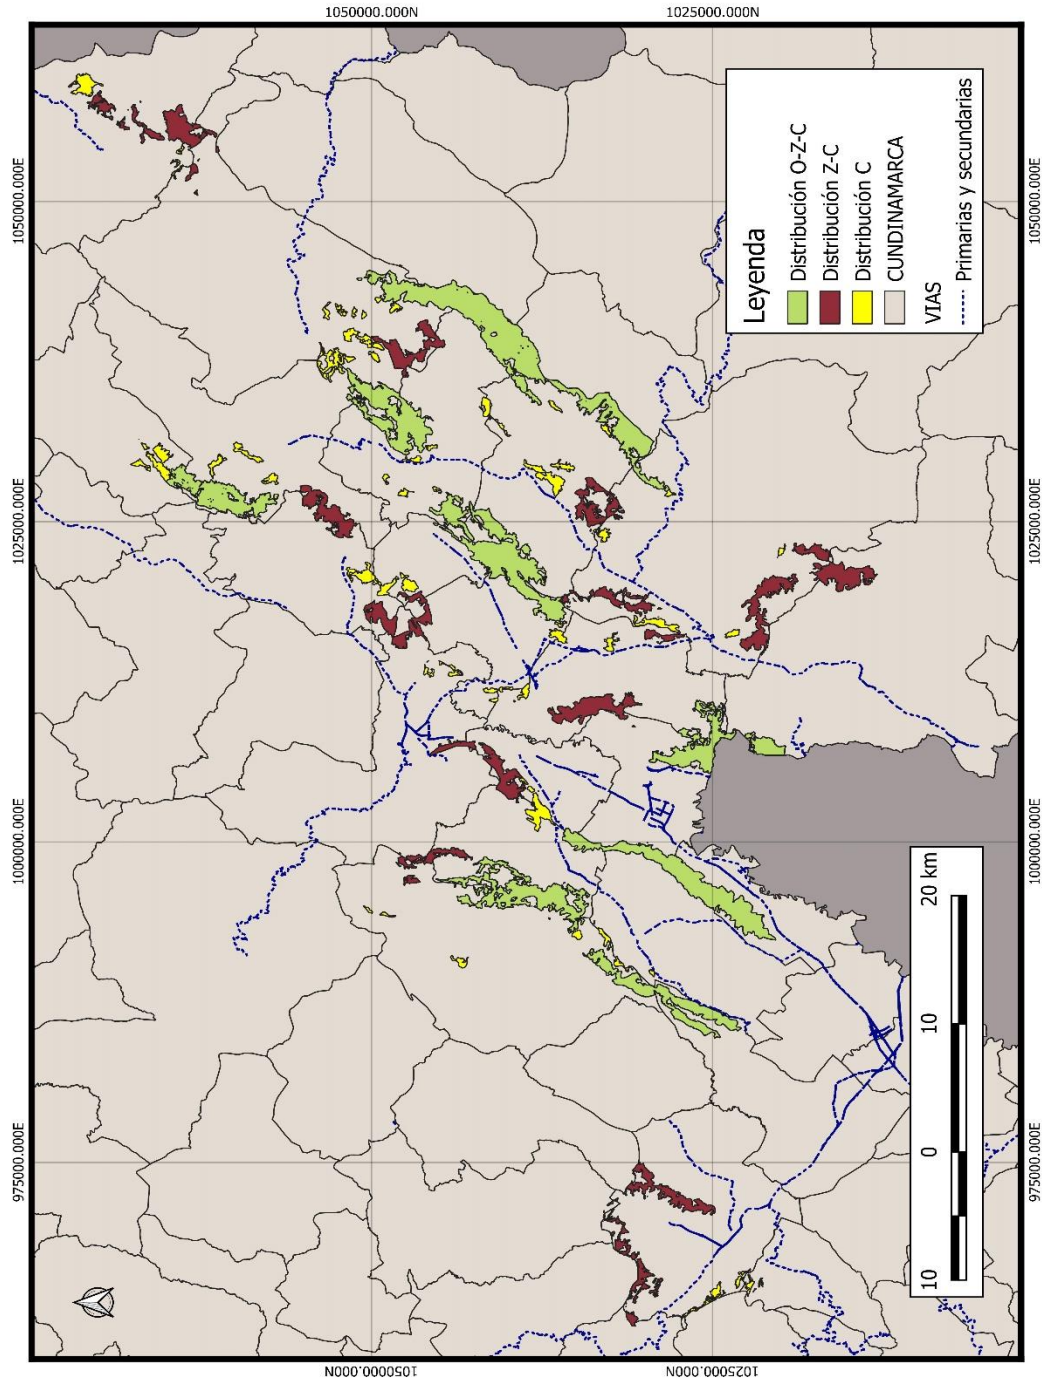 1050000.000N
1025000.000N
1050000.000E
1025000.000E
1000000.000E
975000.000E
Leyenda
Distribución O-Z-C
Distribución Z-C
Distribución C
CUNDINAMARCA
VIAS
Primarias y secundarias
10 0 10 20 km
1050000.000E
1025000.000E
1000000.000E
975000.000E
1050000.000N
1025000.000N